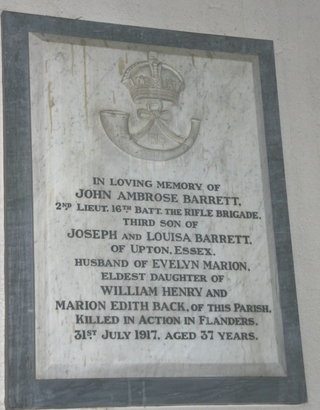 IN LOVING MEMORY OF
JOHN AMBROSE BARRETT,
2ND LIEUT. 16TH BATT. THE RIFLE BRIGADE.
THIRD SON OF
JOSEPH AND LOUISA BARRETT,
OF UPTON, ESSEX.
HUSBAND OF EVELYN MARION,
ELDEST DAUGHTER OF
WILLIAM HENRY AND
MARION EDITH BACK, OF THIS PARISH.
KILLED IN ACTION IN FLANDERS,
31ST JULY 1917, AGED 37 YEARS.